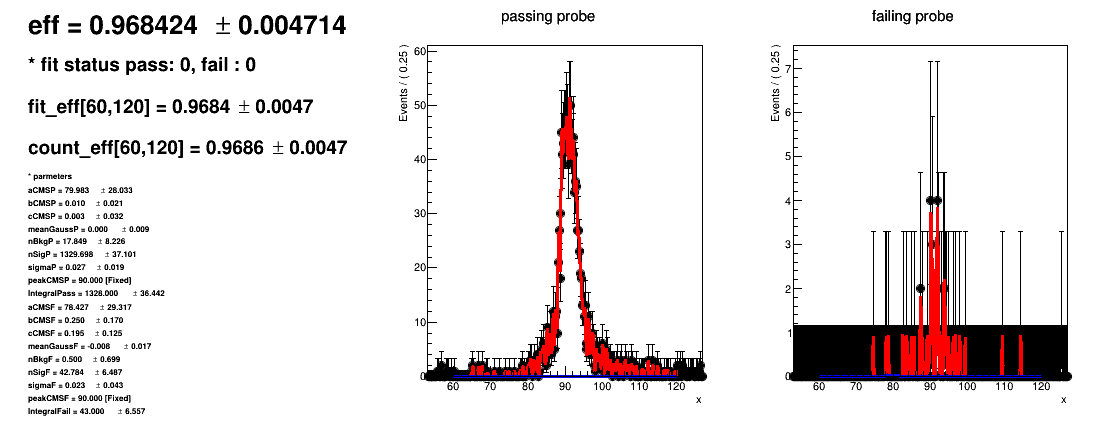 eff = 0.968424 ± 0.004714
* fit status pass: 0, fail : 0
fit_eff[60,120] = 0.9684 ± 0.0047
count_eff[60,120] = 0.9686 ± 0.0047
* parmeters
aCMSP = 79.983 ± 28.033
bCMSP = 0.010 ± 0.021
cCMSP = 0.003 ± 0.032
meanGaussP = 0.000 ± 0.009
nBkgP = 17.849 ± 8.226
nSigP = 1329.698 ± 37.101
sigmaP = 0.027 ± 0.019
peakCMSP = 90.000 [Fixed]
IntegralPass = 1328.000 ± 36.442
aCMSF = 78.427 ± 29.317
bCMSF = 0.250 ± 0.170
cCMSF = 0.195 ± 0.125
meanGaussF = -0.008 ± 0.017
nBkgF = 0.500 ± 0.699
nSigF = 42.784 ± 6.487
sigmaF = 0.023 ± 0.043
peakCMSF = 90.000 [Fixed]
IntegralFail = 43.000 ± 6.557
passing probe
Events / ( 0.25 )
60
50
40
30
20
10
0
60 70 80 90 100 110 120
x
failing probe
Events / ( 0.25 )
7
6
5
4
3
2
1
0
60 70 80 90 100 110 120
x